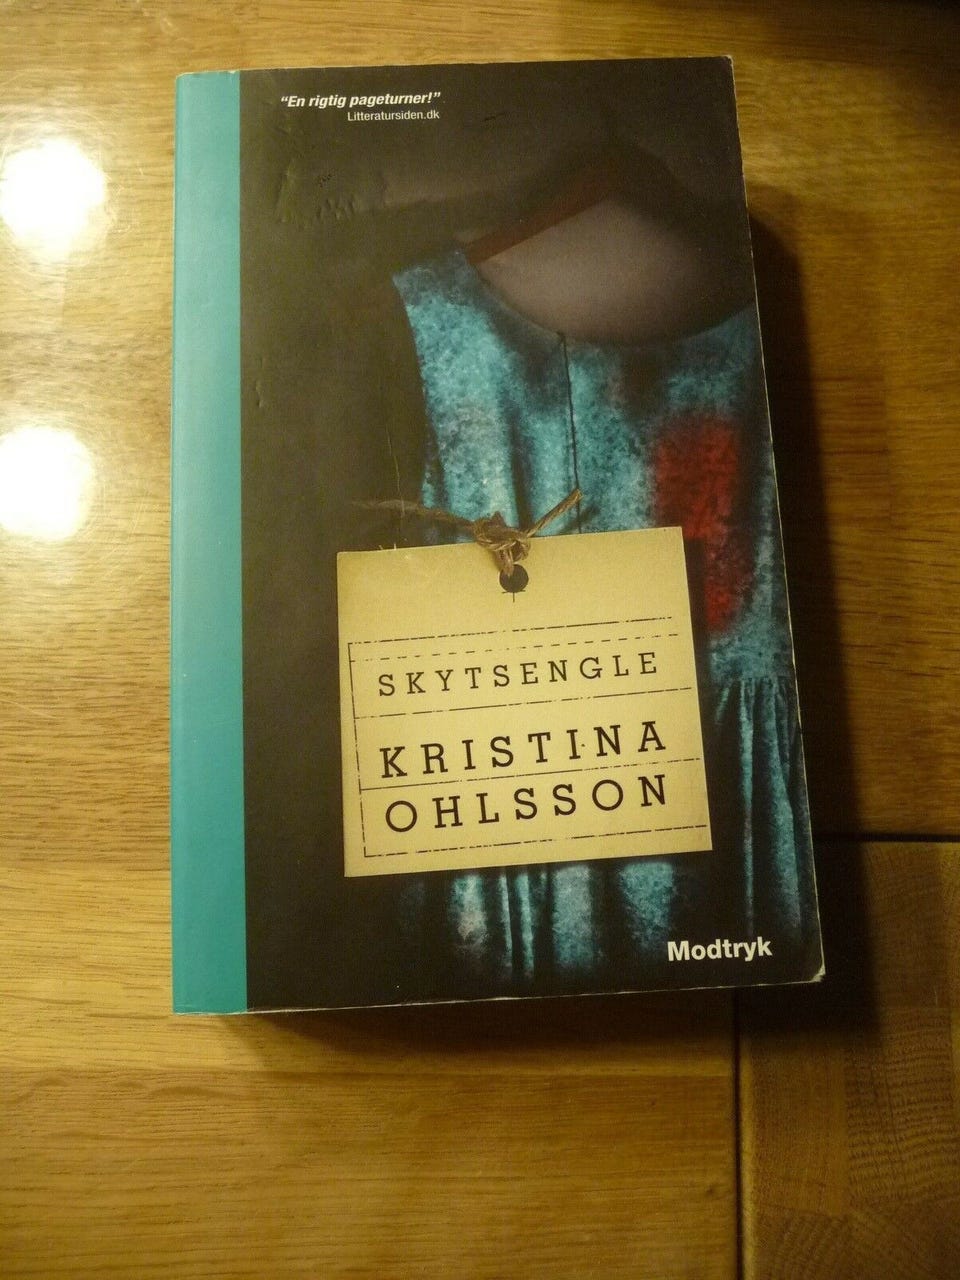 “En rigtig pageturner!”
Litteratursiden.dk
SKYTSENGLE
KRISTINA
OHLSSON
Modtryk